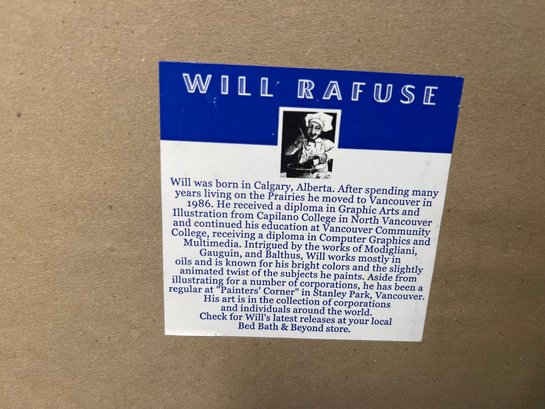 WILL RAFUSE
Will was born in Calgary, Alberta. After spending many
years living on the Prairies he moved to Vancouver in
1986. He received a diploma in Graphic Arts and
Illustration from Capilano College in North Vancouver
and continued his education at Vancouver Community
College, receiving a diploma in Computer Graphics and
Multimedia. Intrigued by the works of Modigliani,
Gauguin, and Balthus, Will works mostly in
oils and is known for his bright colors and the slightly
animated twist of the subjects he paints. Aside from
illustrating for a number of corporations, he has been a
regular at "Painters' Corner" in Stanley Park, Vancouver.
His art is in the collection of corporations
and individuals around the world.
Check for Will's latest releases at your local
Bed Bath & Beyond store.